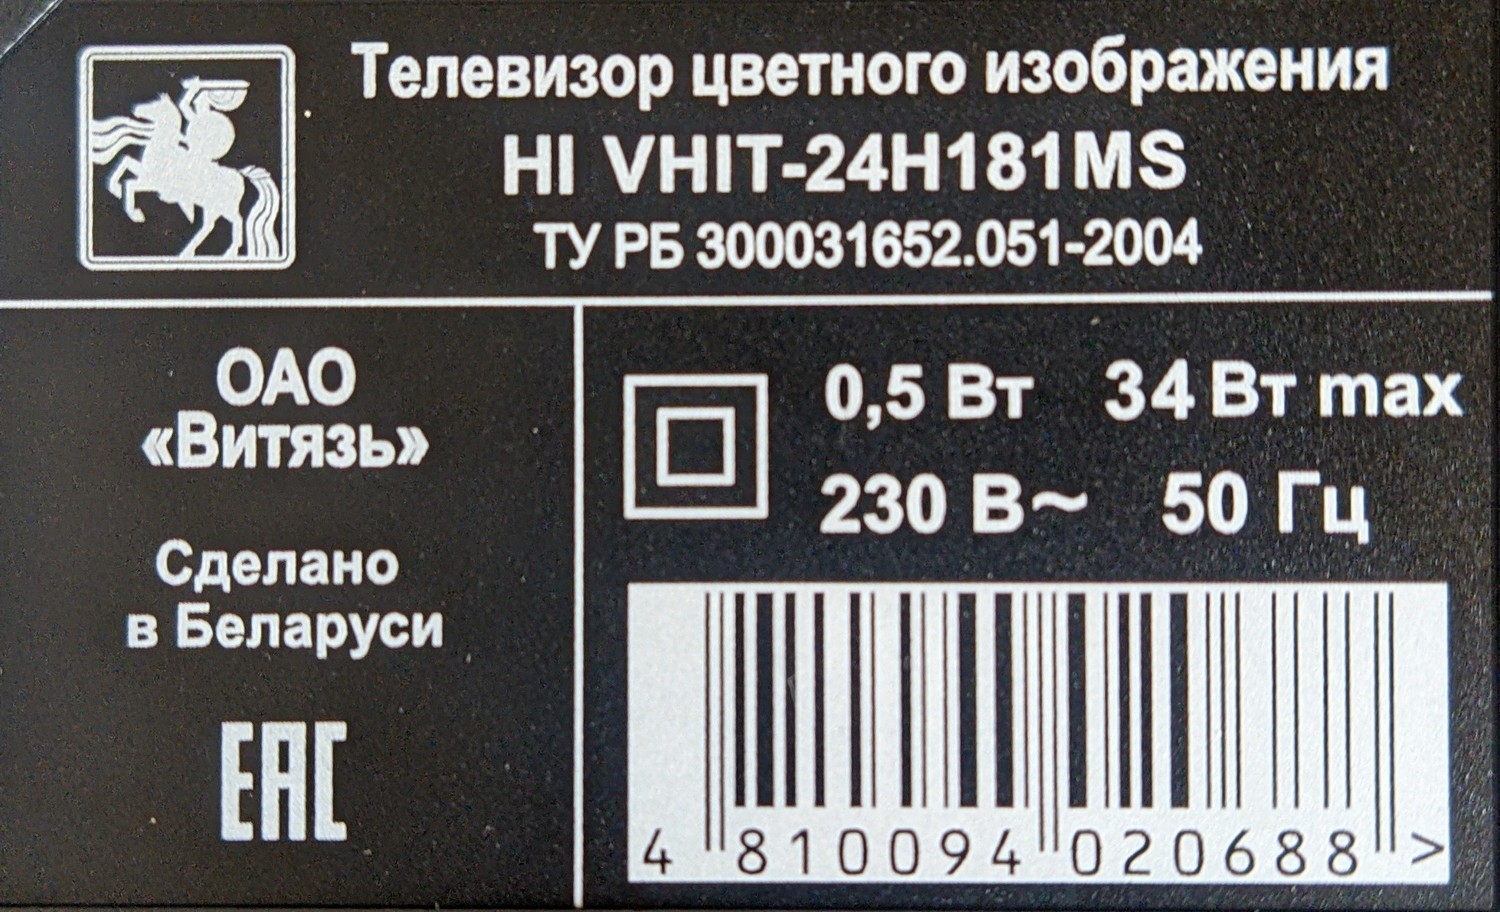 Телевизор цветного изображения
HI VHIT-24H181MS
ТУ РБ 300031652.051-2004
ОАО
«Витязь»
Сделано
в Беларуси
EAC
0,5 Вт 34 Вт max
230 В~ 50 Гц
4 810094 020688 >